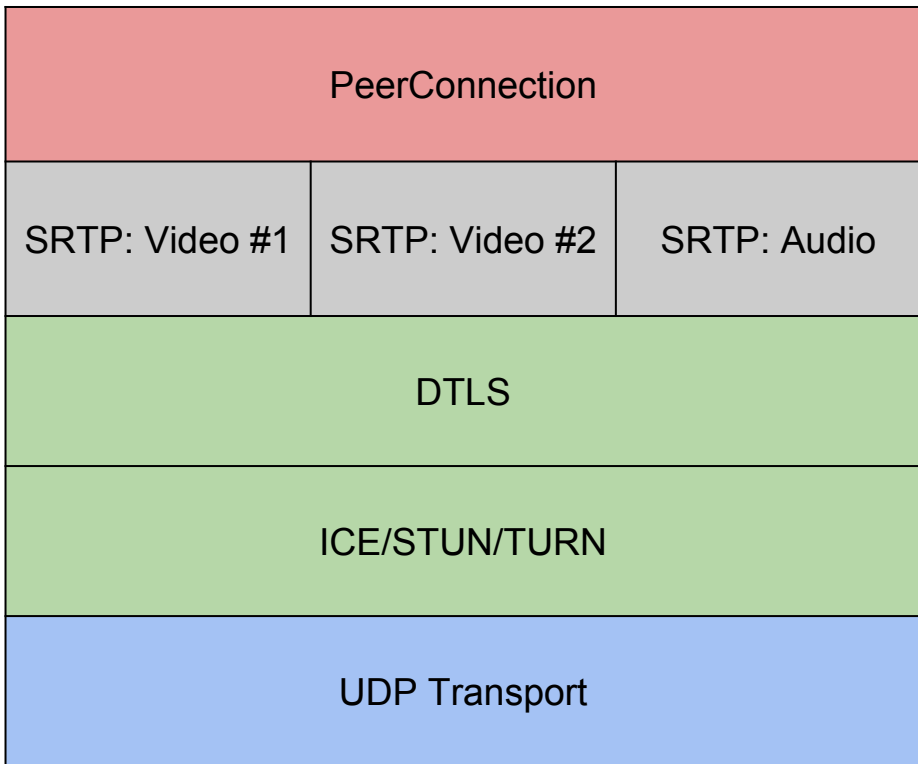 PeerConnection
SRTP: Video #1
SRTP: Video #2
SRTP: Audio
DTLS
ICE/STUN/TURN
UDP Transport